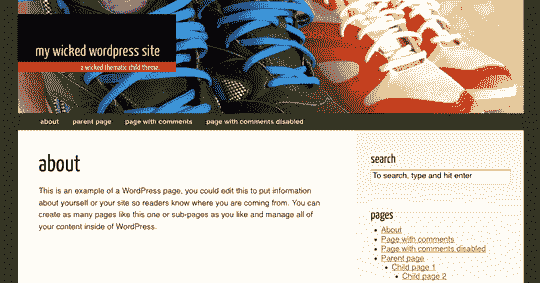 my wicked wordpress site
a wicked thematic child theme.
about parent page page with comments page with comments disabled
about
This is an example of a WordPress page, you could edit this to put information
about yourself or your site so readers know where you are coming from. You can
create as many pages like this one or sub-pages as you like and manage all of
your content inside of WordPress.
search
To search, type and hit enter
pages
About
Page with comments
Page with comments disabled
Parent page
Child page 1
Child page 2